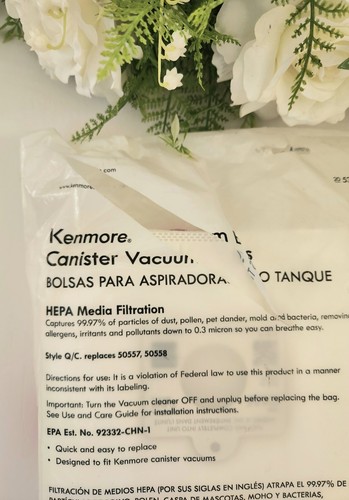 .com
Kenmore®
Canister Vacuum
BOLSAS PARA ASPIRADORA O TANQUE
HEPA Media Filtration
Captures 99.97% of particles of dust, pollen, pet dander, mold and bacteria, removing
allergens, irritants and pollutants down to 0.3 micron so you can breathe easy.
Style Q/C. replaces 50557, 50558
Directions for use: It is a violation of Federal law to use this product in a manner
inconsistent with its labeling.
Important: Turn the Vacuum cleaner OFF and unplug before replacing the bag.
See Use and Care Guide for installation instructions.
EPA Est. No. 92332-CHN-1
• Quick and easy to replace
• Designed to fit Kenmore canister vacuums
FILTRACIÓN DE MEDIOS HEPA (POR SUS SIGLAS EN INGLÉS) ATRAPA EL 99.97% DE
POLEN, CASPA DE MASCOTAS, MOHO Y BACTERIAS,